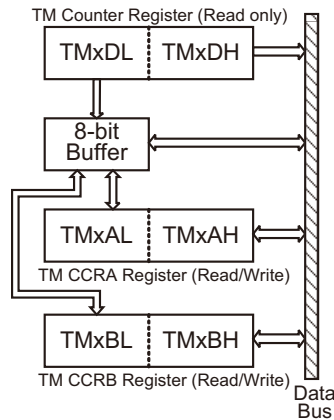 TM Counter Register (Read only)
TMxDL TMxDH
8-bit
Buffer
TMxAL TMxAH
TM CCRA Register (Read/Write)
TMxBL TMxBH
TM CCRB Register (Read/Write)
Data
Bus